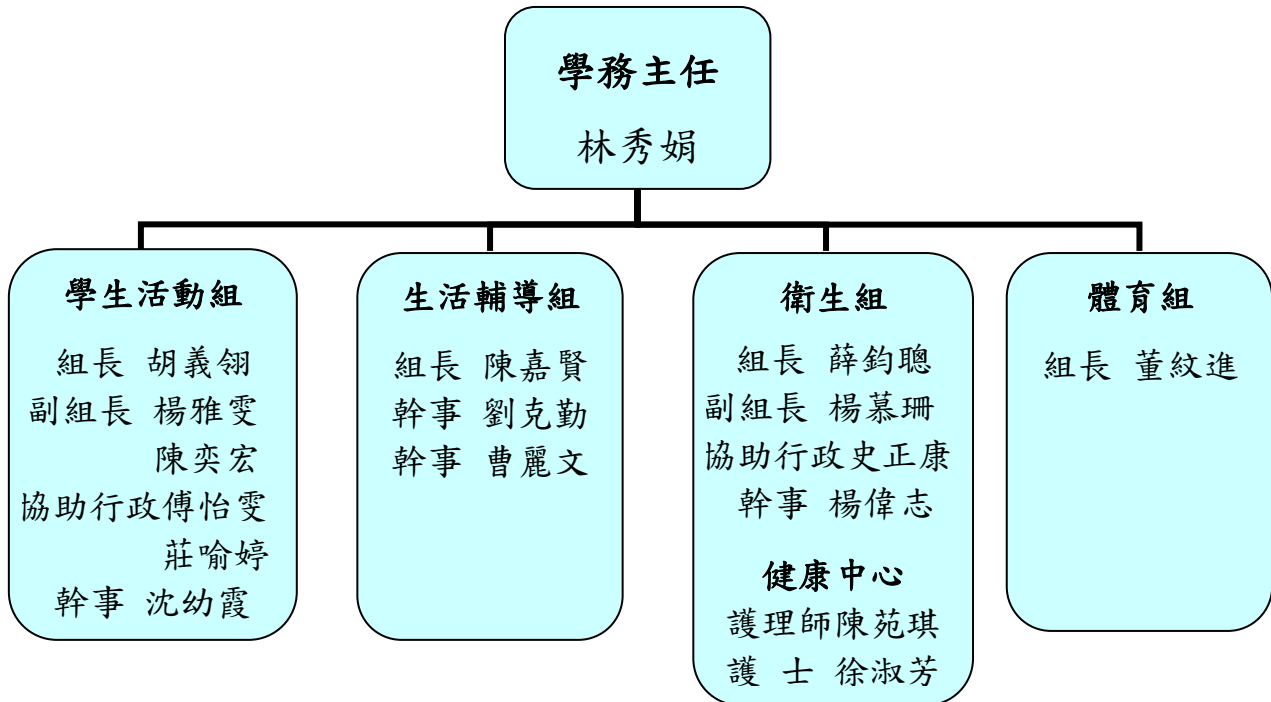 學務主任
林秀娟
學生活動組
組長 胡義翎
副組長 楊雅雯
陳奕宏
協助行政傅怡雯
莊喻婷
幹事 沈幼霞
生活輔導組
組長 陳嘉賢
幹事 劉克勤
幹事 曹麗文
衛生組
組長 薛鈞聰
副組長 楊慕珊
協助行政史正康
幹事 楊偉志
健康中心
護理師陳苑琪
護 士 徐淑芳
體育組
組長 董紋進